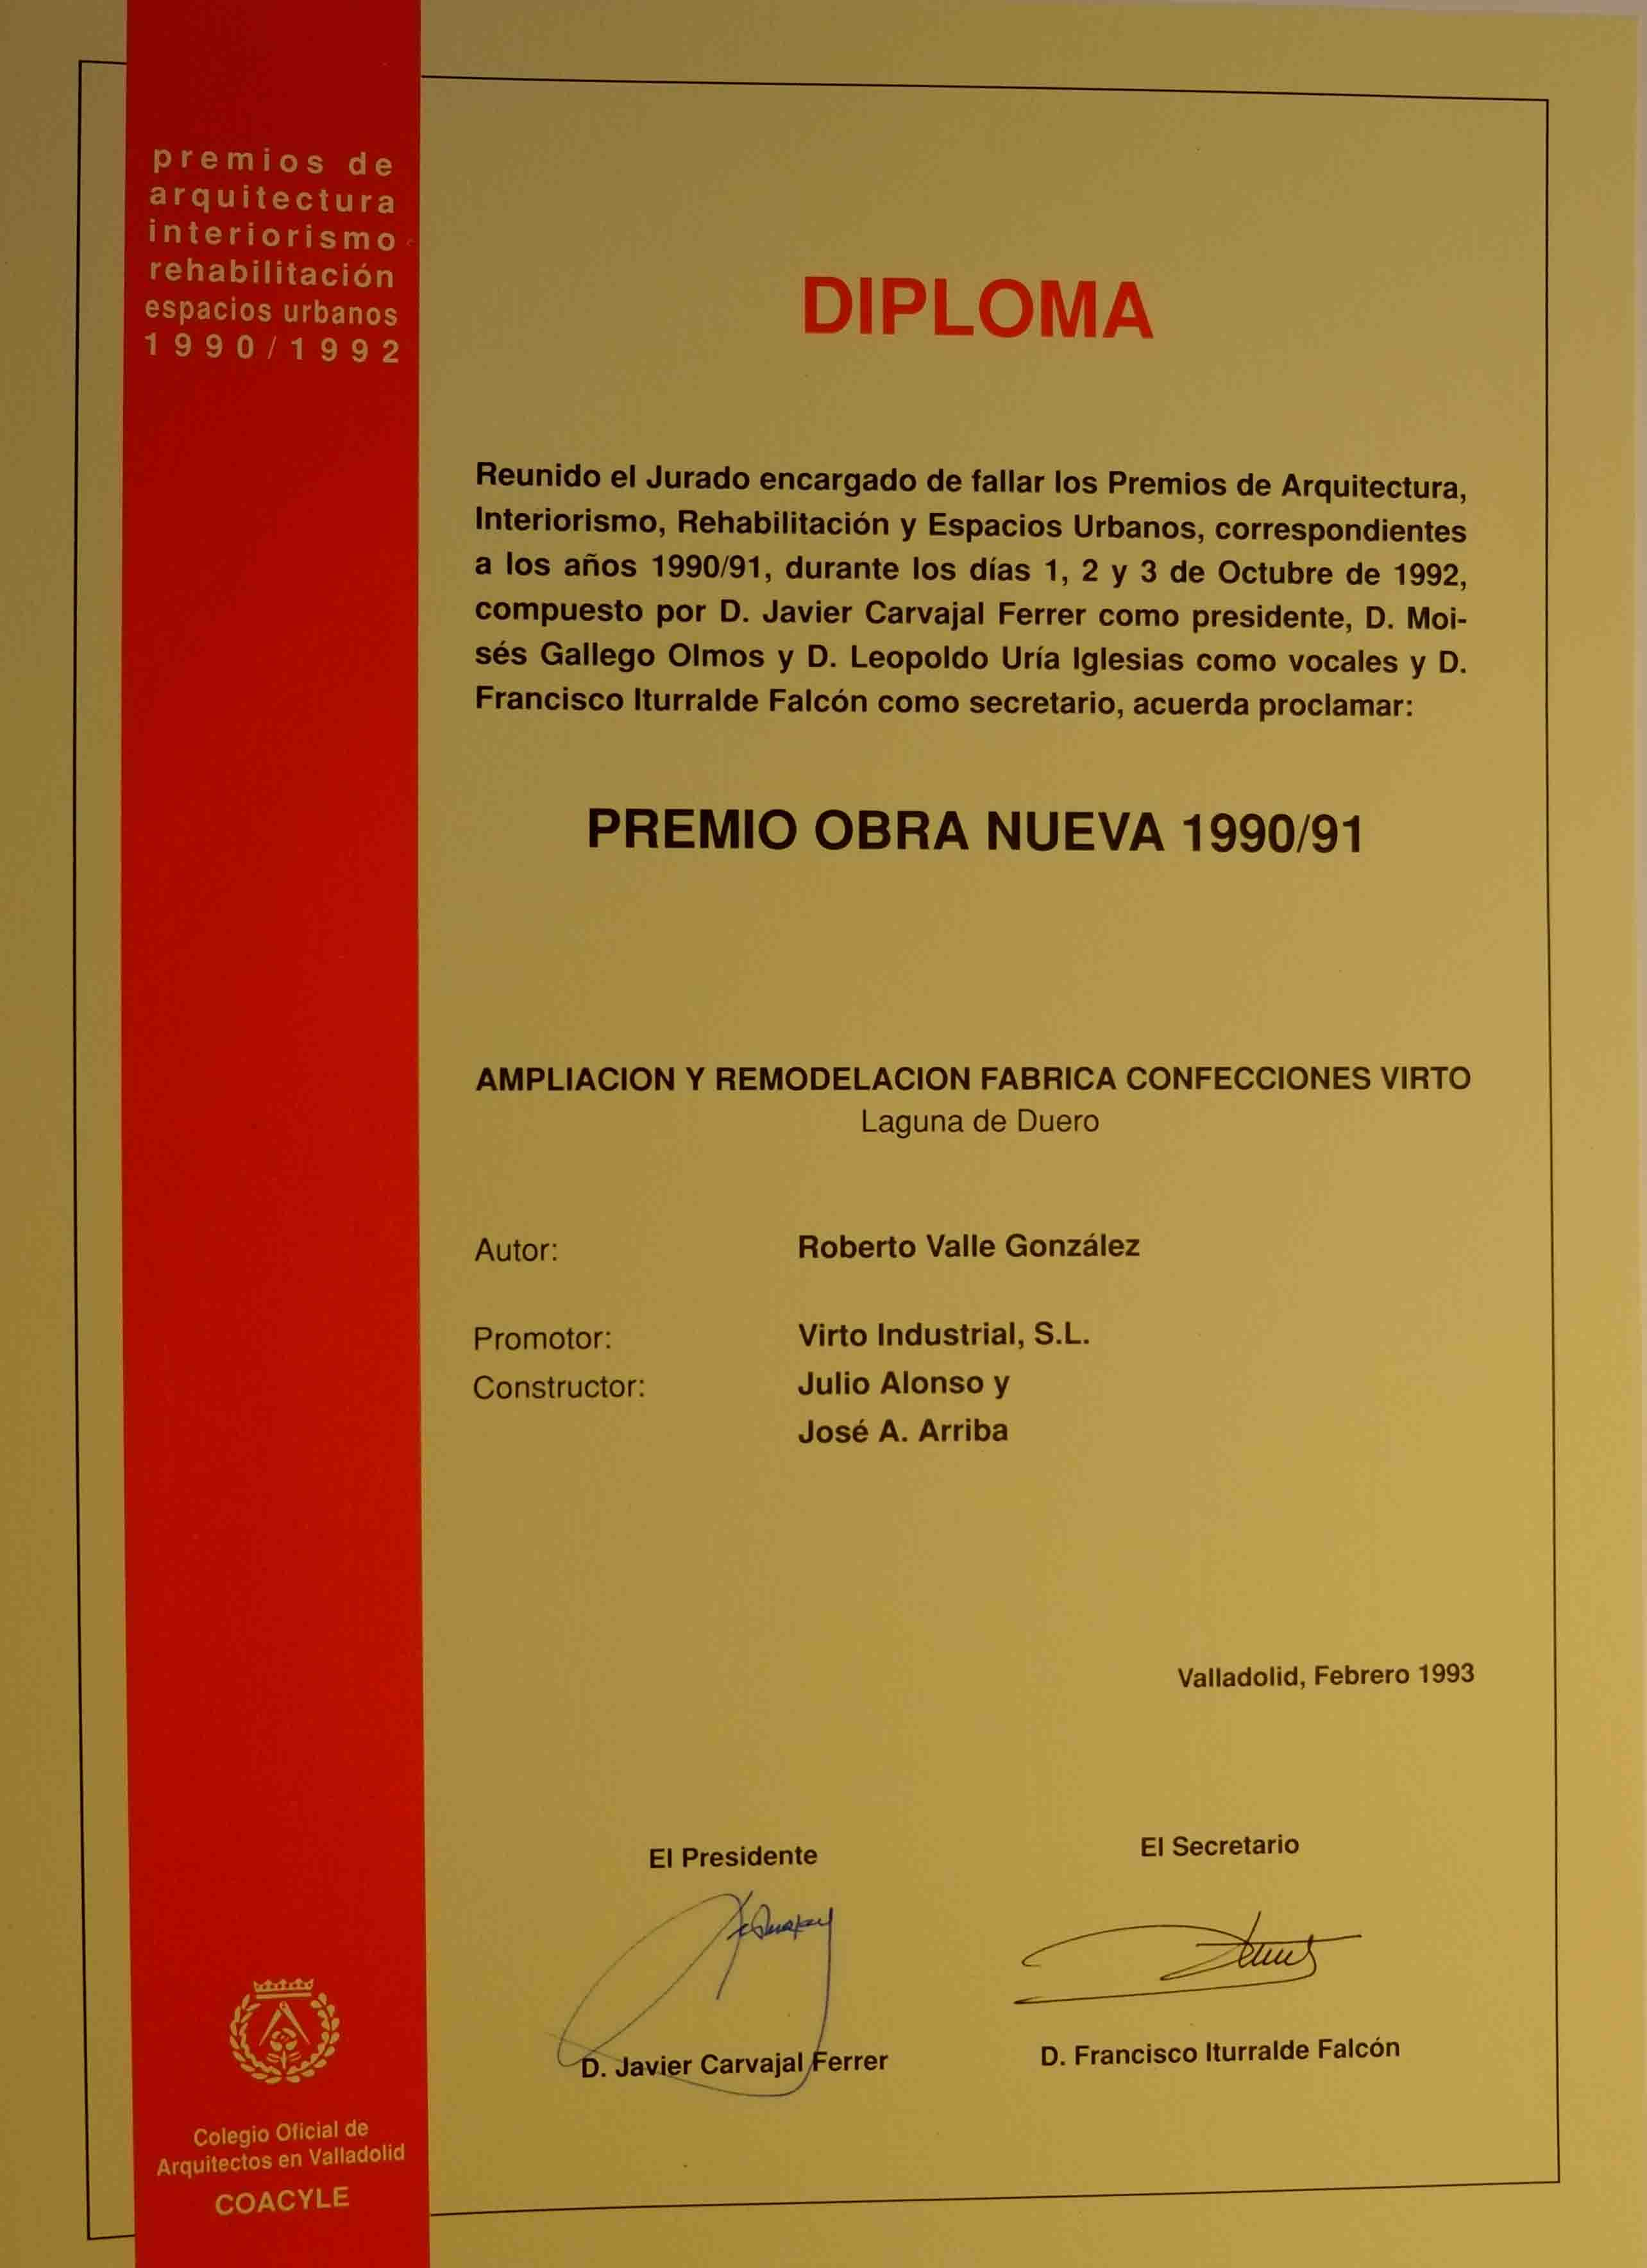 premios de
arquitectura
interiorismo
rehabilitación
espacios urbanos
1990/1992
DIPLOMA
Reunido el Jurado encargado de fallar los Premios de Arquitectura,
Interiorismo, Rehabilitación y Espacios Urbanos, correspondientes
a los años 1990/91, durante los días 1, 2 y 3 de Octubre de 1992,
compuesto por D. Javier Carvajal Ferrer como presidente, D. Moi-
sés Gallego Olmos y D. Leopoldo Uría Iglesias como vocales y D.
Francisco Iturralde Falcón como secretario, acuerda proclamar:
PREMIO OBRA NUEVA 1990/91
AMPLIACION Y REMODELACION FABRICA CONFECCIONES VIRTO
Laguna de Duero
Autor: Roberto Valle González
Promotor: Virto Industrial, S.L.
Constructor: Julio Alonso y
José A. Arriba
Valladolid, Febrero 1993
El Presidente
El Secretario
D. Javier Carvajal Ferrer
D. Francisco Iturralde Falcón
Colegio Oficial de
Arquitectos en Valladolid
COACYLE